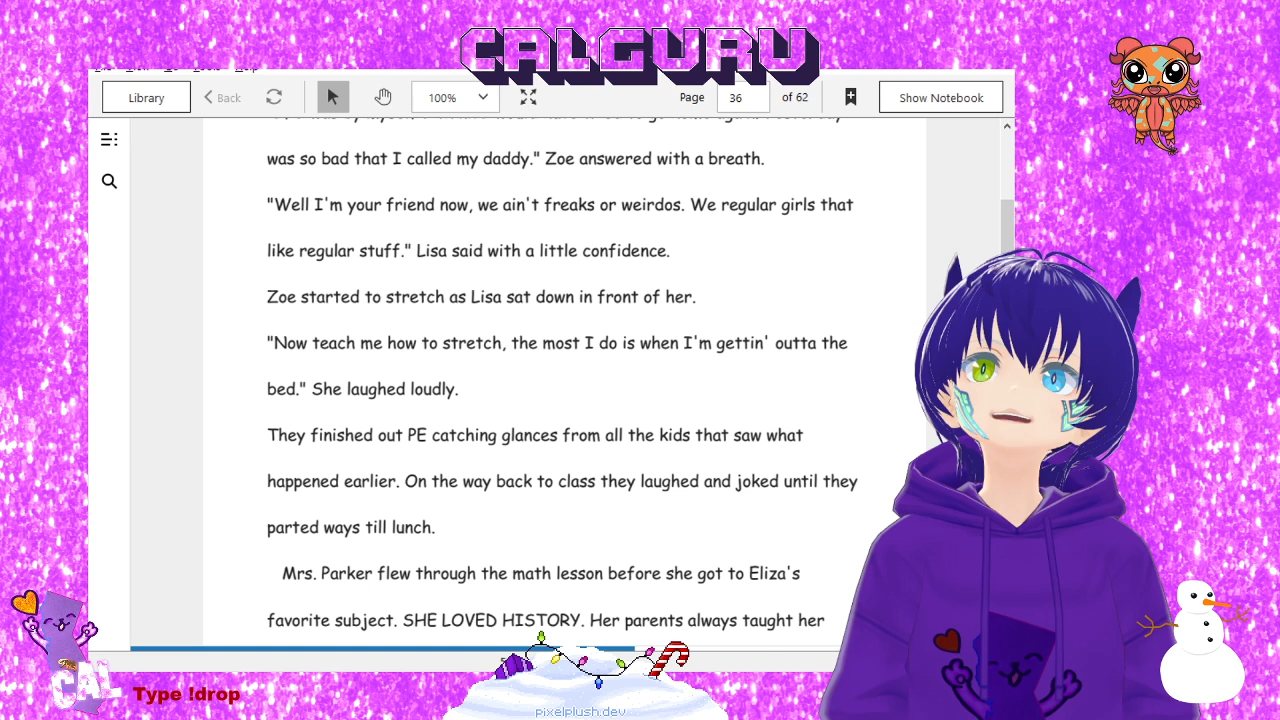 CALGURU
Library
Back
100%
Page 36 of 62
Show Notebook
was so bad that I called my daddy." Zoe answered with a breath.
"Well I'm your friend now, we ain't freaks or weirdos. We regular girls that
like regular stuff." Lisa said with a little confidence.
Zoe started to stretch as Lisa sat down in front of her.
"Now teach me how to stretch, the most I do is when I'm gettin' outta the
bed." She laughed loudly.
They finished out PE catching glances from all the kids that saw what
happened earlier. On the way back to class they laughed and joked until they
parted ways till lunch.
Mrs. Parker flew through the math lesson before she got to Eliza's
favorite subject. SHE LOVED HISTORY. Her parents always taught her
CAL
Type !drop
pixelplush.dev